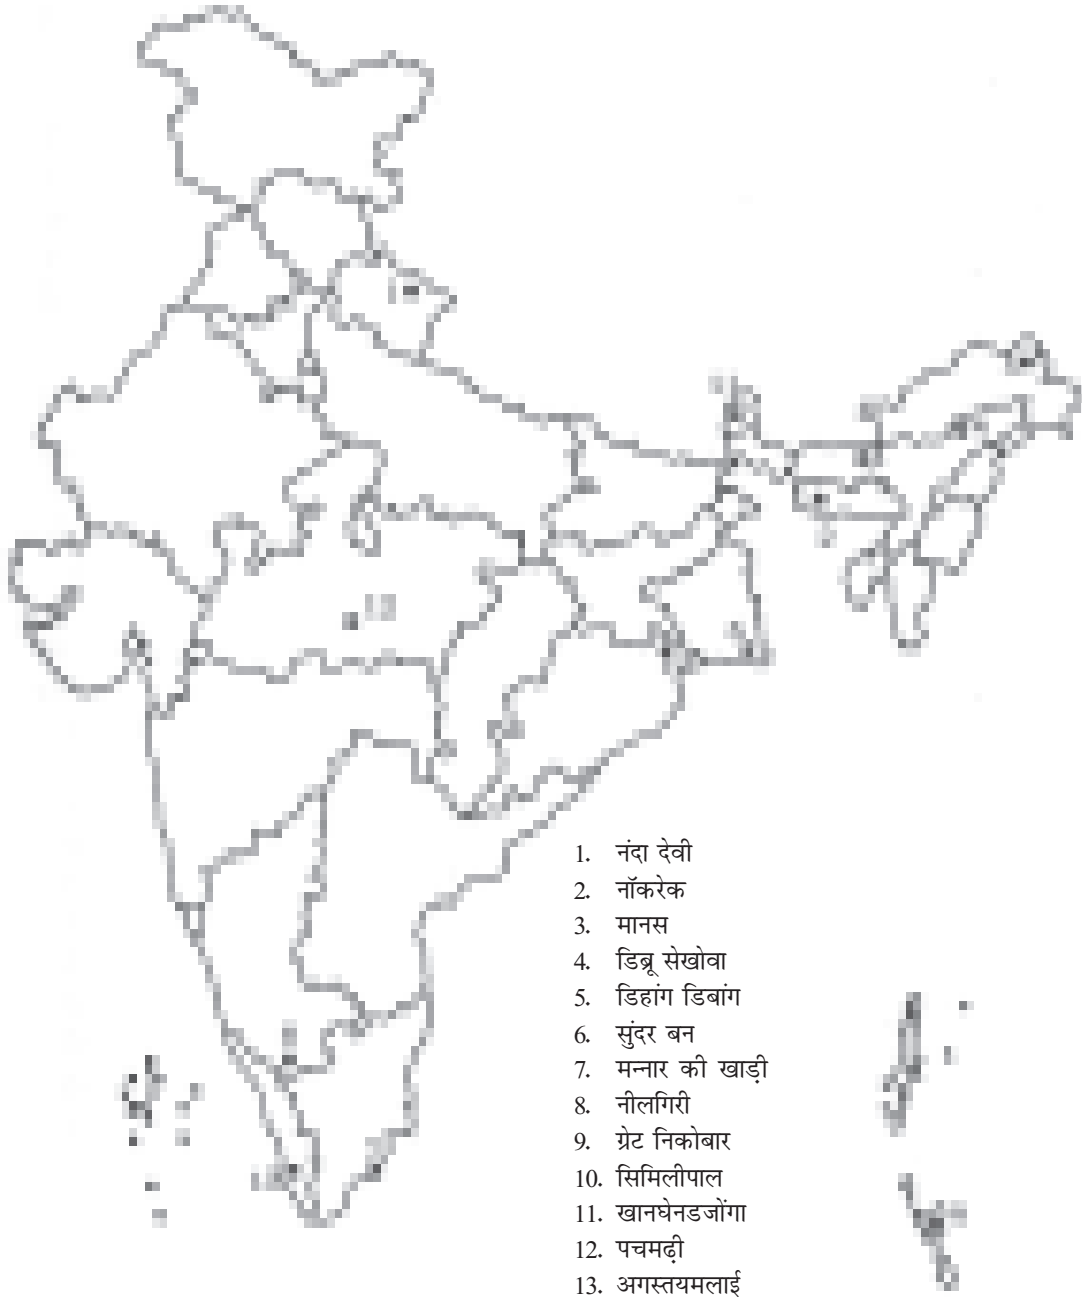 1. नंदा देवी
2. नॉकरेक
3. मानस
4. डिब्रू सेखोवा
5. डिहांग डिबांग
6. सुंदर बन
7. मन्नार की खाड़ी
8. नीलगिरी
9. ग्रेट निकोबार
10. सिमिलीपाल
11. खानघेनडजोंगा
12. पचमढ़ी
13. अगस्तयमलाई